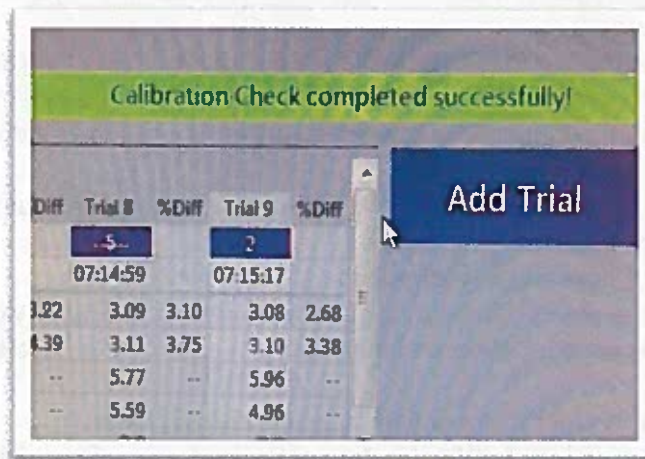 Calibration Check completed successfully!
Add Trial
Diff Trial 8 %Diff Trial 9 %Diff
5 2
07:14:59 07:15:17
3.09 3.10 3.08 2.68
3.11 3.75 3.10 3.38
-- 5.77 -- 5.96 --
-- 5.59 -- 4.96 --